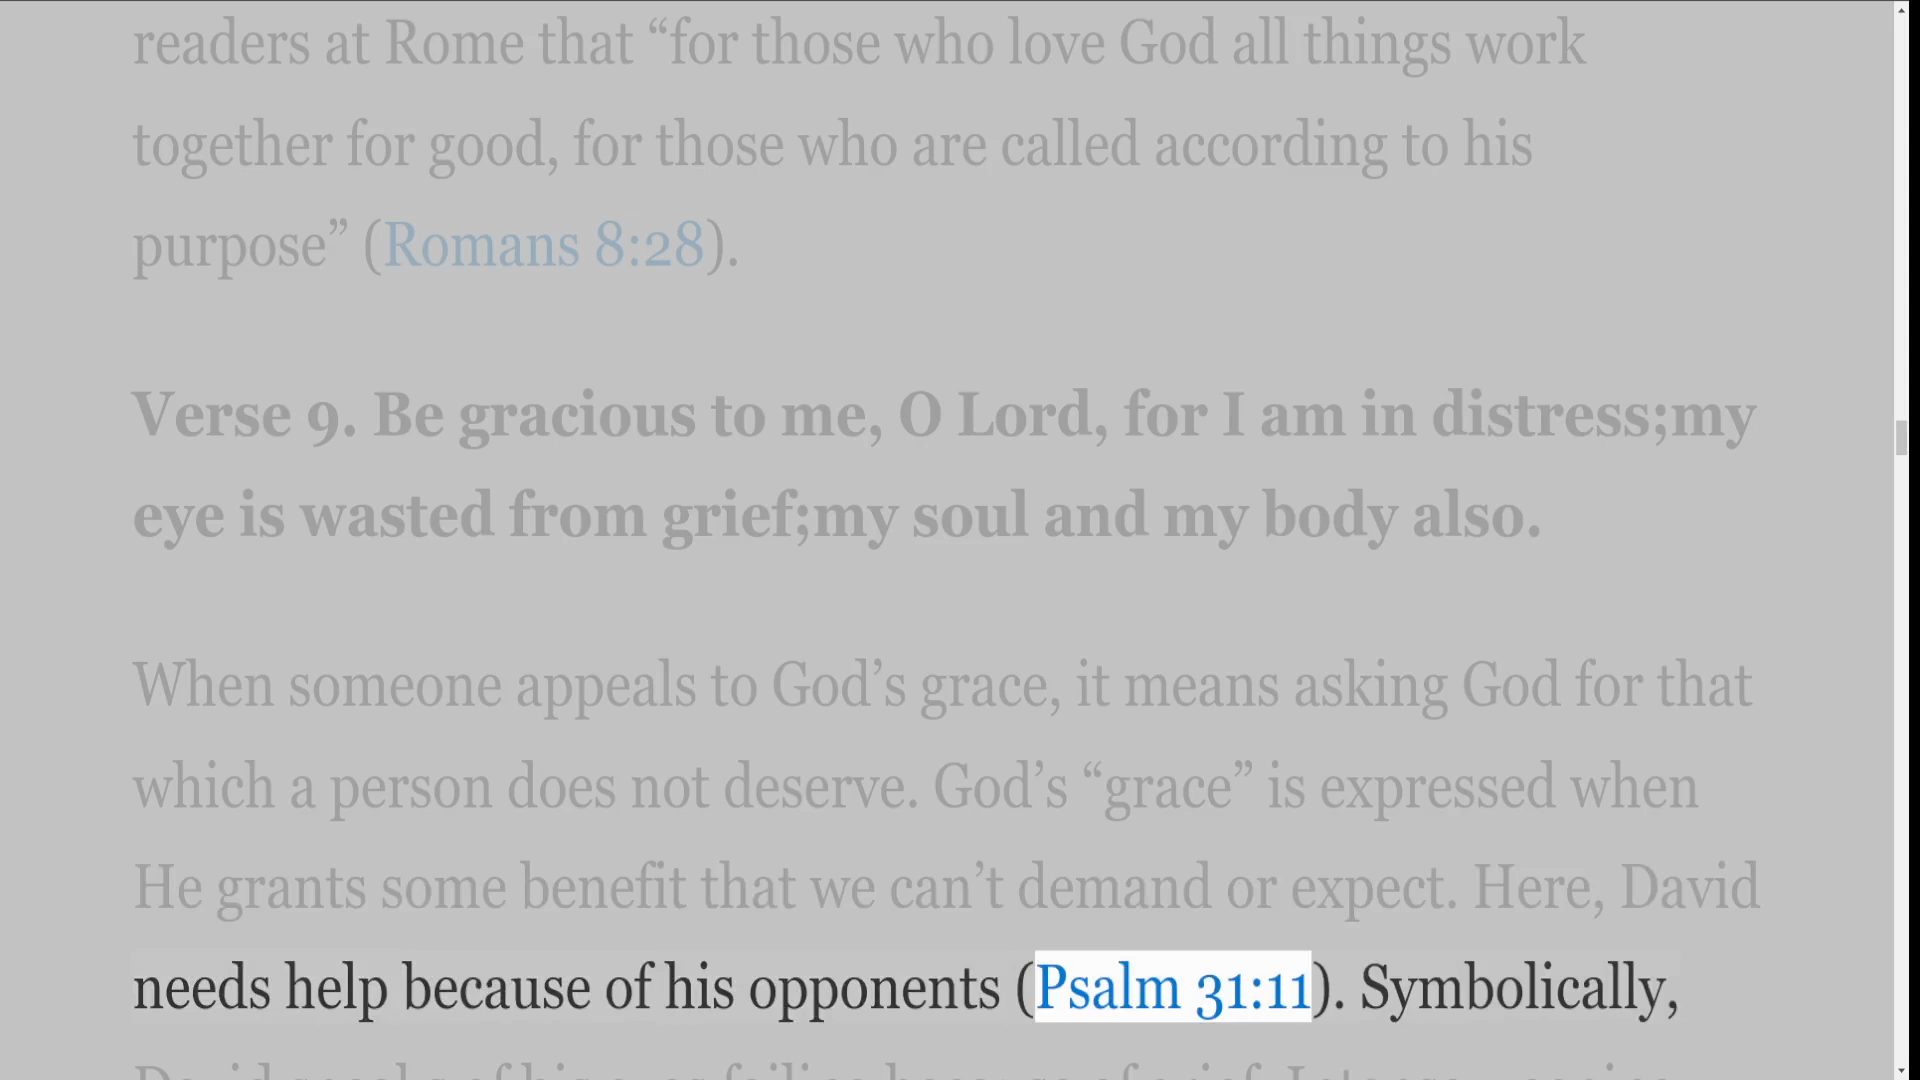 readers at Rome that “for those who love God all things work
together for good, for those who are called according to his
purpose” (Romans 8:28).
Verse 9. Be gracious to me, O Lord, for I am in distress;my
eye is wasted from grief;my soul and my body also.
When someone appeals to God’s grace, it means asking God for that
which a person does not deserve. God’s “grace” is expressed when
He grants some benefit that we can’t demand or expect. Here, David
needs help because of his opponents (Psalm 31:11). Symbolically,